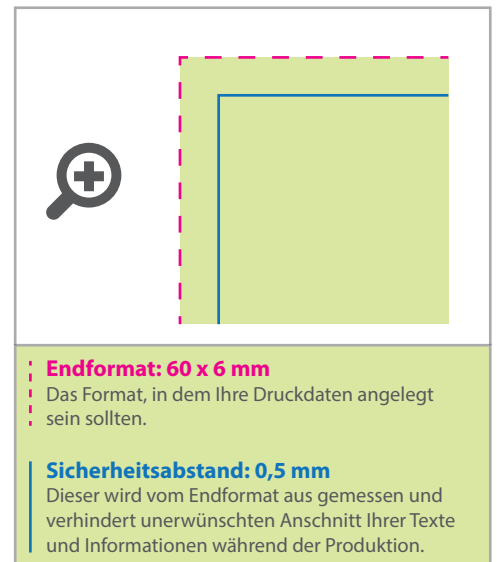 Endformat: 60 x 6 mm
Das Format, in dem Ihre Druckdaten angelegt
sein sollten.
Sicherheitsabstand: 0,5 mm
Dieser wird vom Endformat aus gemessen und
verhindert unerwünschten Anschnitt Ihrer Texte
und Informationen während der Produktion.